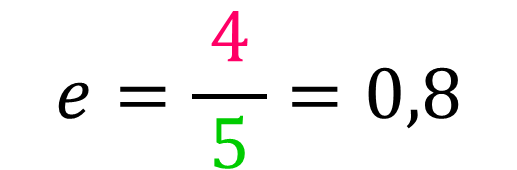 e = 4/5 = 0,8